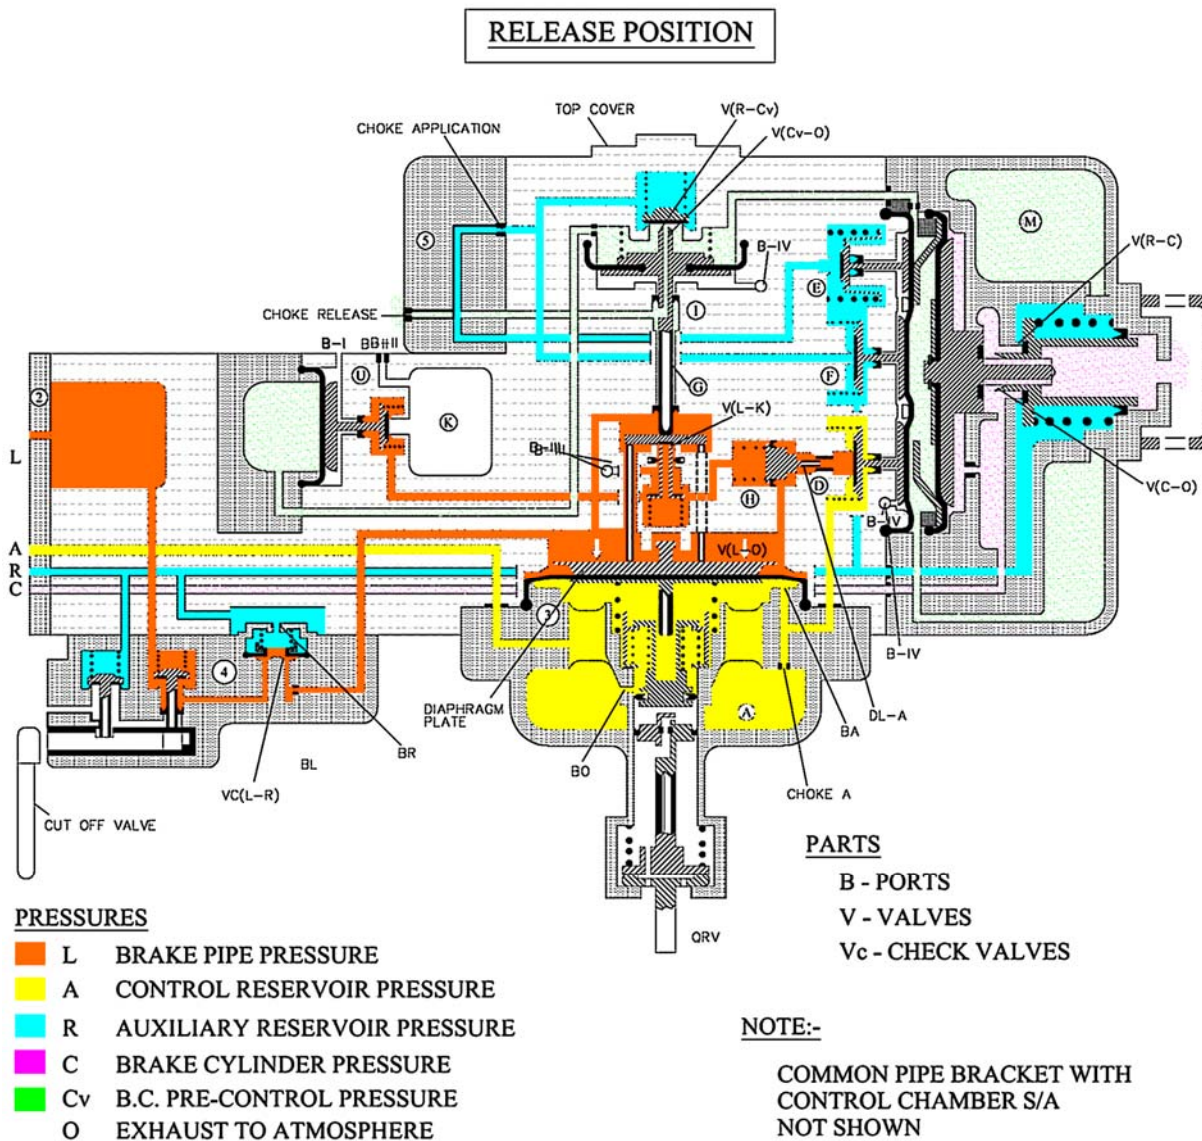 RELEASE POSITION
TOP COVER
V(R-Cv)
CHOKE APPLICATION
V(Cv-O)
5
M
B-IV
V(R-C)
E
CHOKE RELEASE
1
B-I
U
F
2
G
K
V(L-K)
L
B-III
H
D
V(C-O)
B-IV
A
V(L-O)
R
C
3
B-IV
4
DIAPHRAGM
PLATE
A
DL-A
BA
BR
BL
BO
VC(L-R)
CHOKE A
CUT OFF VALVE
QRV
PARTS
B - PORTS
V - VALVES
Vc - CHECK VALVES
PRESSURES
L BRAKE PIPE PRESSURE
A CONTROL RESERVOIR PRESSURE
R AUXILIARY RESERVOIR PRESSURE
C BRAKE CYLINDER PRESSURE
Cv B.C. PRE-CONTROL PRESSURE
O EXHAUST TO ATMOSPHERE
NOTE:-
COMMON PIPE BRACKET WITH
CONTROL CHAMBER S/A
NOT SHOWN